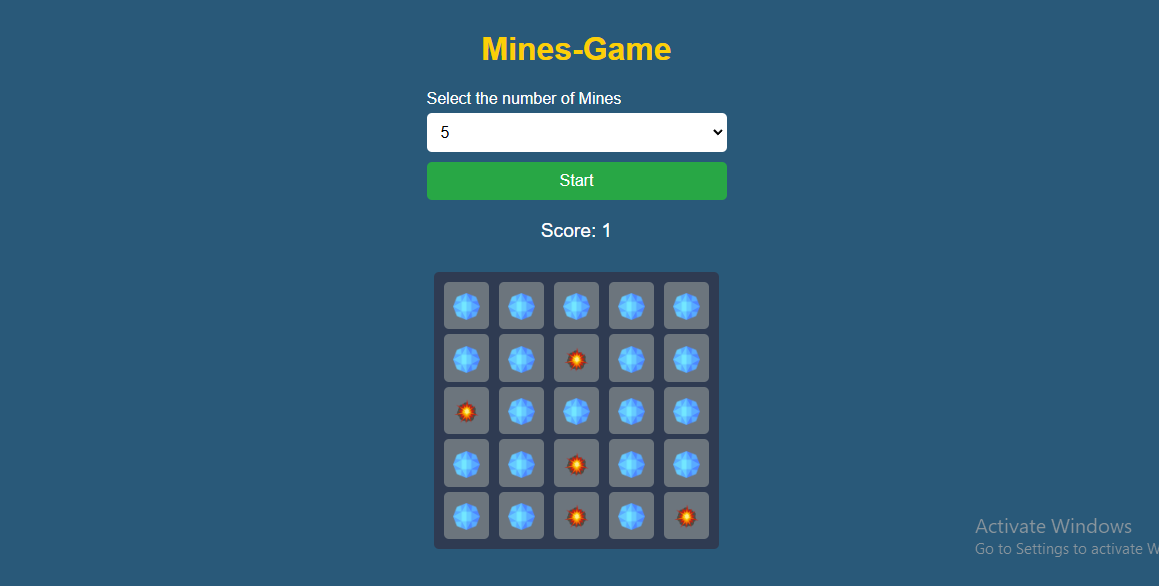 Mines-Game
Select the number of Mines
5
Start
Score: 1
Activate Windows
Go to Settings to activate W